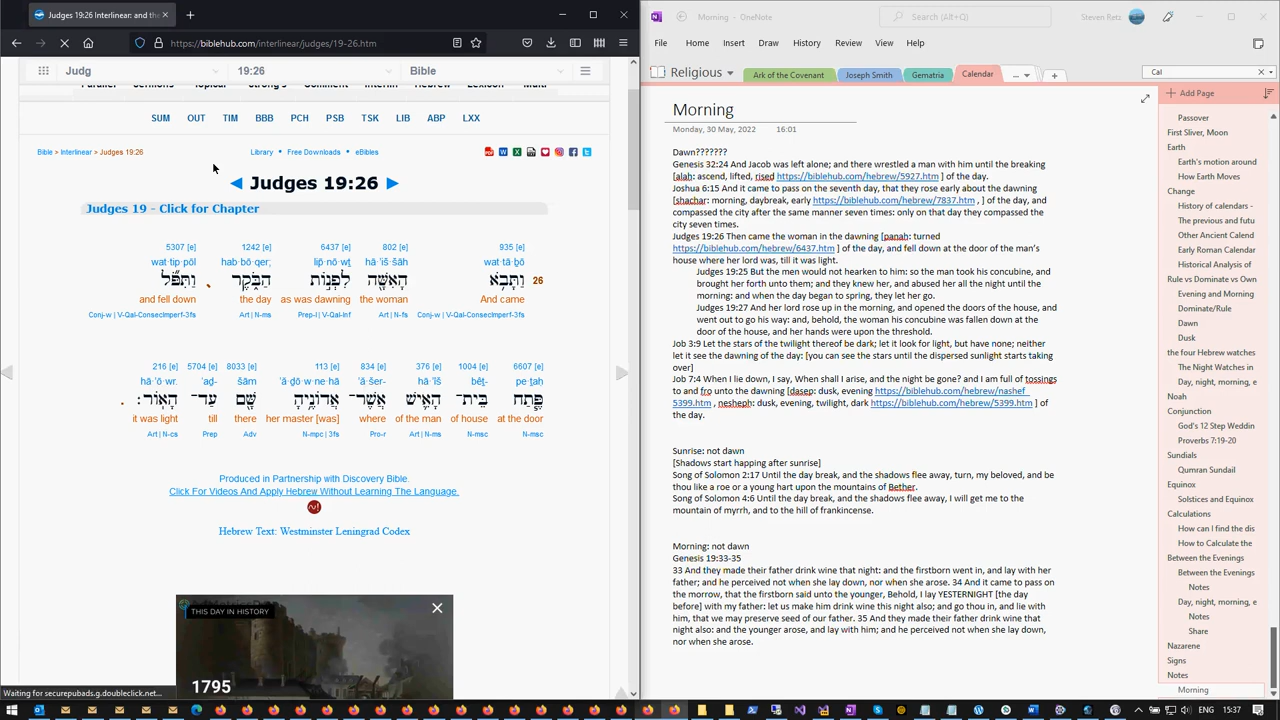 Judges 19:26 Interlinear: and the
https://biblehub.com/interlinear/judges/19-26.htm
Judg
19:26
Bible
Parallel Sermons Topical Strong's Comment Interlin Hebrew Lexicon Multi
SUM OUT TIM BBB PCH PSB TSK LIB ABP LXX
Bible > Interlinear > Judges 19:26
Library • Free Downloads • eBibles
◄ Judges 19:26 ►
Judges 19 - Click for Chapter
5307 [e] 1242 [e] 6437 [e] 802 [e] 935 [e]
wat·tip·pōl hab·bō·qer; lip̄·nō·wṯ hā·’iš·šāh wat·tā·ḇō
וַתָּבֹ֥א הָאִשָּׁ֖ה לִפְנ֣וֹת הַבֹּ֑קֶר וַתִּפֹּ֞ל 26
and fell down the day as was dawning the woman And came
Conj-w | V-Qal-ConsecImperf-3fs Art | N-ms Prep-l | V-Qal-Inf Art | N-fs Conj-w | V-Qal-ConsecImperf-3fs
216 [e] 5704 [e] 8033 [e] 113 [e] 834 [e] 376 [e] 1004 [e] 6607 [e]
hā·’ō·wr. ‘aḏ- šām ’ă·ḏō·w·ne·hā ’ă·šer- hā·’îš bêṯ- pe·ṯaḥ
פֶּ֣תַח בֵּית־ הָאִ֗ישׁ אֲשֶׁר־ אֲדוֹנֶ֥יהָ שָּׁ֖ם עַד־ הָאֽוֹר׃
it was light till there her master [was] where of the man of house at the door
Art | N-cs Prep Adv N-mpc | 3fs Pro-r Art | N-ms N-msc N-msc
Produced in Partnership with Discovery Bible.
Click For Videos And Apply Hebrew Without Learning The Language.
Hebrew Text: Westminster Leningrad Codex
THIS DAY IN HISTORY
1795
Waiting for securepubads.g.doubleclick.net...
Morning - OneNote
Search (Alt+Q)
Steven Retz
File Home Insert Draw History Review View Help
Religious
Ark of the Covenant
Joseph Smith
Gematria
Calendar
...
Cal
Morning
Monday, 30 May, 2022 16:01
Dawn???????
Genesis 32:24 And Jacob was left alone; and there wrestled a man with him until the breaking
[alah: ascend, lifted, rised https://biblehub.com/hebrew/5927.htm ] of the day.
Joshua 6:15 And it came to pass on the seventh day, that they rose early about the dawning
[shachar: morning, daybreak, early https://biblehub.com/hebrew/7837.htm , ] of the day, and
compassed the city after the same manner seven times: only on that day they compassed the
city seven times.
Judges 19:26 Then came the woman in the dawning [panah: turned
https://biblehub.com/hebrew/6437.htm ] of the day, and fell down at the door of the man's
house where her lord was, till it was light.
Judges 19:25 But the men would not hearken to him: so the man took his concubine, and
brought her forth unto them; and they knew her, and abused her all the night until the
morning: and when the day began to spring, they let her go.
Judges 19:27 And her lord rose up in the morning, and opened the doors of the house, and
went out to go his way: and, behold, the woman his concubine was fallen down at the
door of the house, and her hands were upon the threshold.
Job 3:9 Let the stars of the twilight thereof be dark; let it look for light, but have none; neither
let it see the dawning of the day: [you can see the stars until the dispersed sunlight starts taking
over]
Job 7:4 When I lie down, I say, When shall I arise, and the night be gone? and I am full of tossings
to and fro unto the dawning [dasep: dusk, evening https://biblehub.com/hebrew/nashef_
5399.htm , nesheph: dusk, evening, twilight, dark https://biblehub.com/hebrew/5399.htm ] of
the day.
Sunrise: not dawn
[Shadows start happening after sunrise]
Song of Solomon 2:17 Until the day break, and the shadows flee away, turn, my beloved, and be
thou like a roe or a young hart upon the mountains of Bether.
Song of Solomon 4:6 Until the day break, and the shadows flee away, I will get me to the
mountain of myrrh, and to the hill of frankincense.
Morning: not dawn
Genesis 19:33-35
33 And they made their father drink wine that night: and the firstborn went in, and lay with her
father; and he perceived not when she lay down, nor when she arose. 34 And it came to pass on
the morrow, that the firstborn said unto the younger, Behold, I lay YESTERNIGHT [the day
before] with my father: let us make him drink wine this night also; and go thou in, and lie with
him, that we may preserve seed of our father. 35 And they made their father drink wine that
night also: and the younger arose, and lay with him; and he perceived not when she lay down,
nor when she arose.
Add Page
Passover
First Sliver, Moon
Earth
Earth's motion around
How Earth Moves
Change
History of calendars -
The previous and futu
Other Ancient Calend
Early Roman Calendar
Historical Analysis of
Rule vs Dominate vs Own
Evening and Morning
Dominate/Rule
Dawn
Dusk
the four Hebrew watches
The Night Watches in
Day, night, morning, e
Noah
Conjunction
God's 12 Step Weddin
Proverbs 7:19-20
Sundials
Qumran Sundail
Equinox
Solstices and Equinox
Calculations
How can I find the dis
How to Calculate the
Between the Evenings
Between the Evenings
Notes
Day, night, morning, e
Notes
Share
Nazarene
Signs
Notes
Morning
ENG 15:37